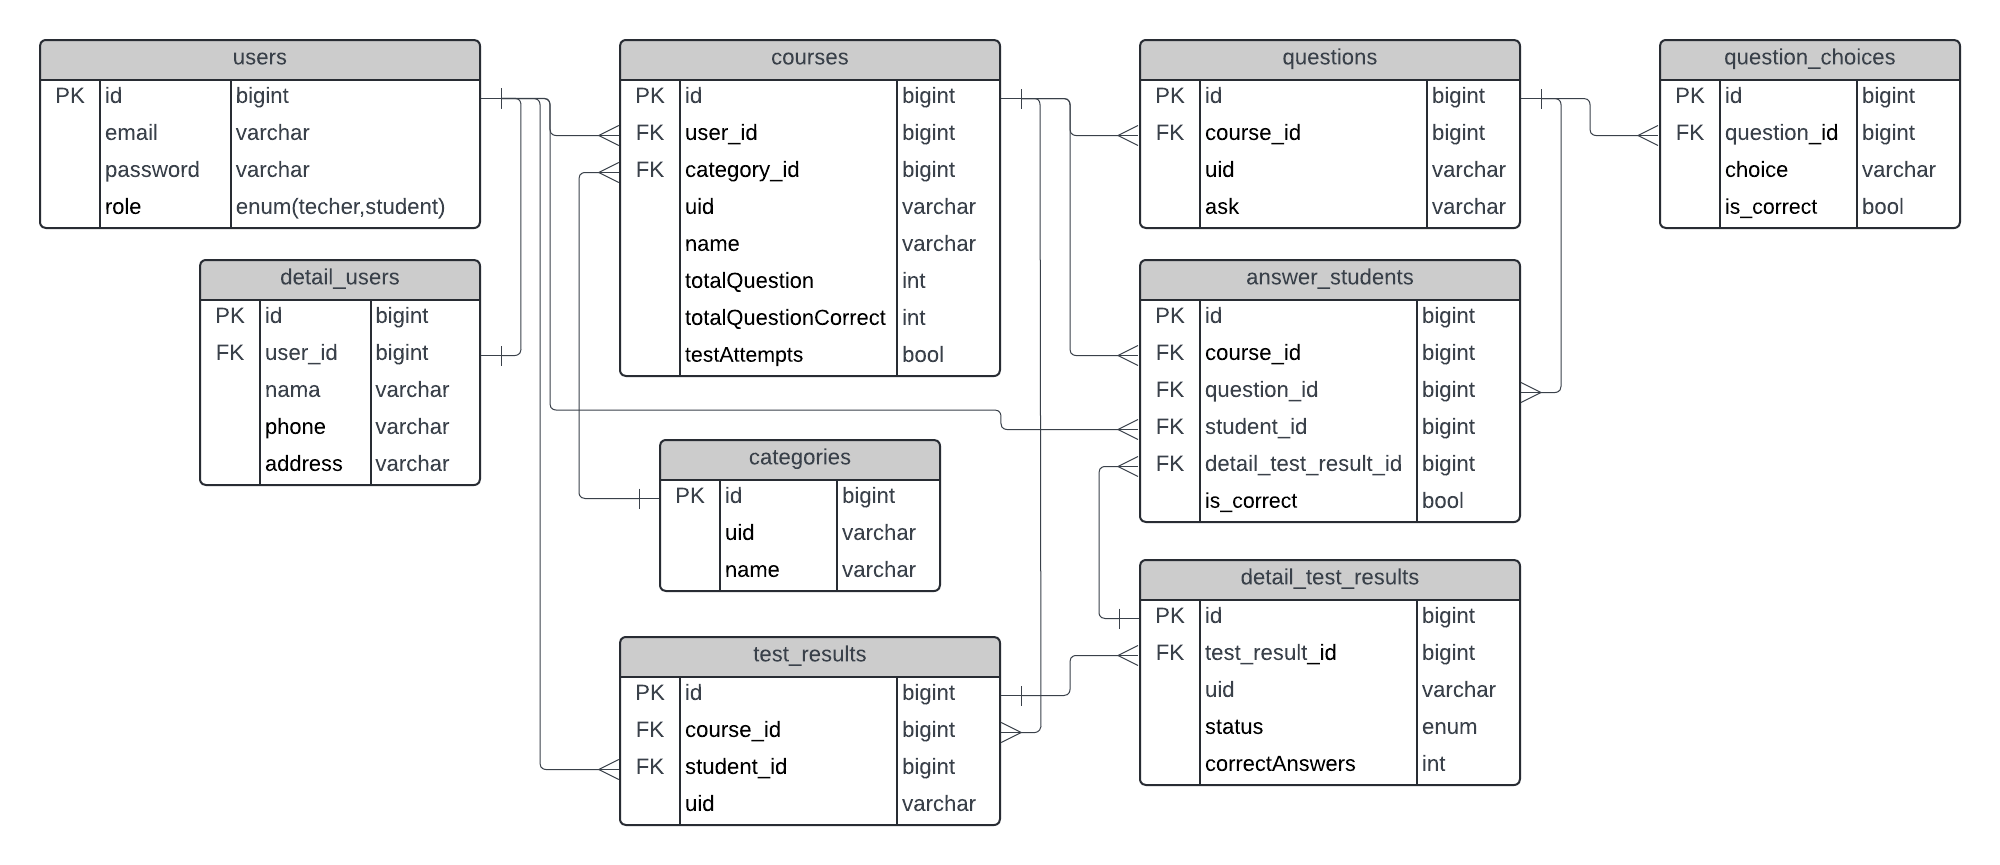 users
PK id bigint
email varchar
password varchar
role enum(techer,student)
detail_users
PK id bigint
FK user_id bigint
nama varchar
phone varchar
address varchar
courses
PK id bigint
FK user_id bigint
FK category_id bigint
uid varchar
name varchar
totalQuestion int
totalQuestionCorrect int
testAttempts bool
categories
PK id bigint
uid varchar
name varchar
test_results
PK id bigint
FK course_id bigint
FK student_id bigint
uid varchar
questions
PK id bigint
FK course_id bigint
uid varchar
ask varchar
answer_students
PK id bigint
FK course_id bigint
FK question_id bigint
FK student_id bigint
FK detail_test_result_id bigint
is_correct bool
detail_test_results
PK id bigint
FK test_result_id bigint
uid varchar
status enum
correctAnswers int
question_choices
PK id bigint
FK question_id bigint
choice varchar
is_correct bool